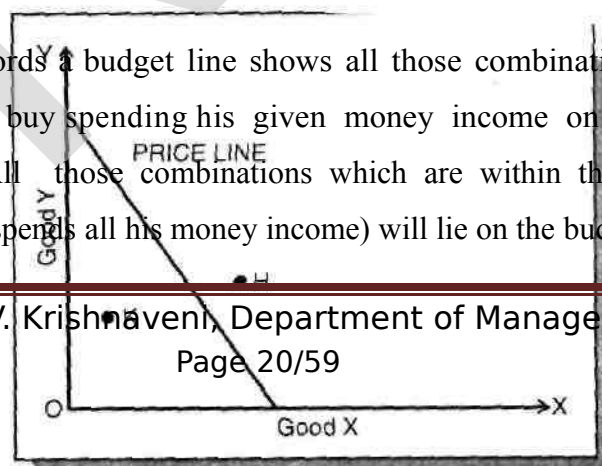 Y
ords a budget line shows all those combinati
buy spending his given money income on
PRICE LINE
ll those combinations which are within th
spends all his money income) will lie on the bud
Good Y
H
K
V. Krishnaveni, Department of Manage
Page 20/59
O
X
Good X